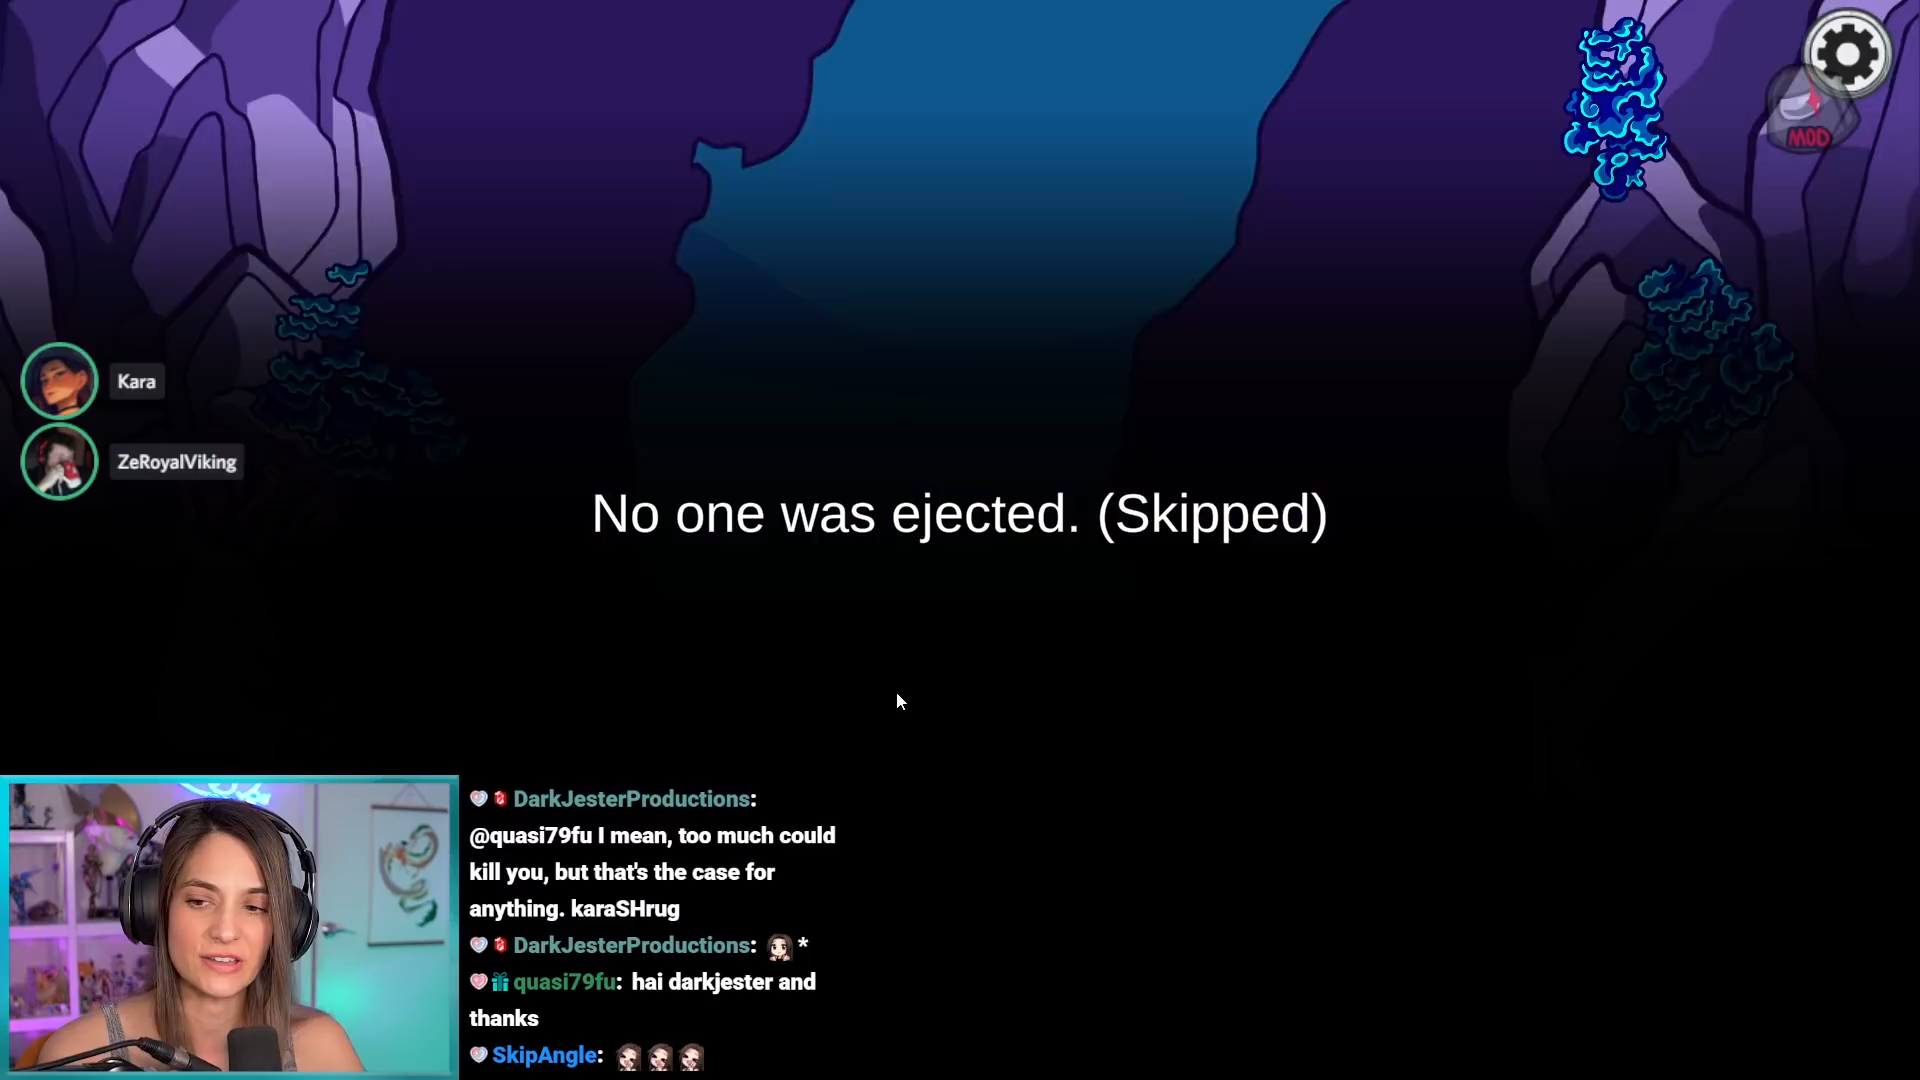 MOD
Kara
ZeRoyalViking
No one was ejected. (Skipped)
DarkJesterProductions:
@quasi79fu I mean, too much could
kill you, but that's the case for
anything. karaSHrug
DarkJesterProductions: *
quasi79fu: hai darkjester and
thanks
SkipAngle: